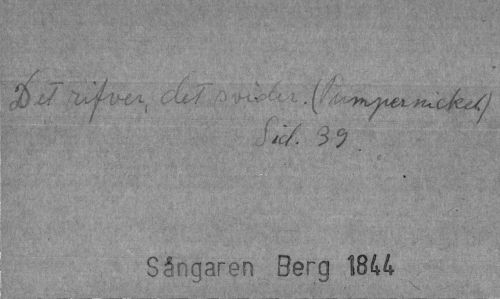 Det rifver, det svider. (Pumpernickel)
Sid. 39
Sångaren Berg 1844